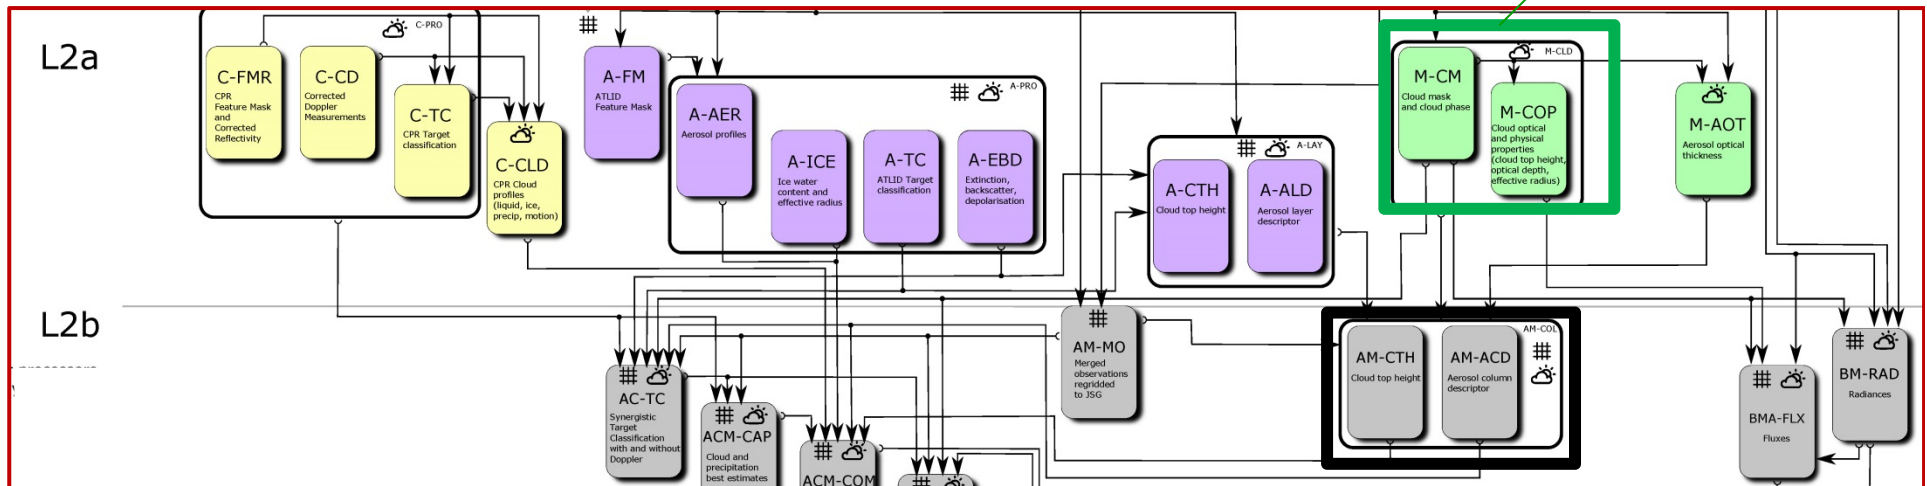 L2a
C-PRO
C-FMR
CPR
Feature Mask
and
Corrected
Reflectivity
C-CD
Corrected
Doppler
Measurements
C-TC
CPR Target
classification
C-CLD
CPR Cloud
profiles
(liquid, ice,
precip, motion)
A-FM
ATLID
Feature Mask
A-PRO
A-AER
Aerosol profiles
A-ICE
Ice water
content and
effective radius
A-TC
ATLID Target
classification
A-EBD
Extinction,
backscatter,
depolarisation
A-LAY
A-CTH
Cloud top height
A-ALD
Aerosol layer
descriptor
M-CLD
M-CM
Cloud mask
and cloud phase
M-COP
Cloud optical
and physical
properties
(cloud top height,
optical depth,
effective radius)
M-AOT
Aerosol optical
thickness
L2b
AC-TC
Synergistic
Target
Classification
with and without
Doppler
ACM-CAP
Cloud and
precipitation
best estimates
ACM-COM
AM-MO
Merged
observations
regridded
to JSG
AM-COL
AM-CTH
Cloud top height
AM-ACD
Aerosol column
descriptor
BMA-FLX
Fluxes
BM-RAD
Radiances